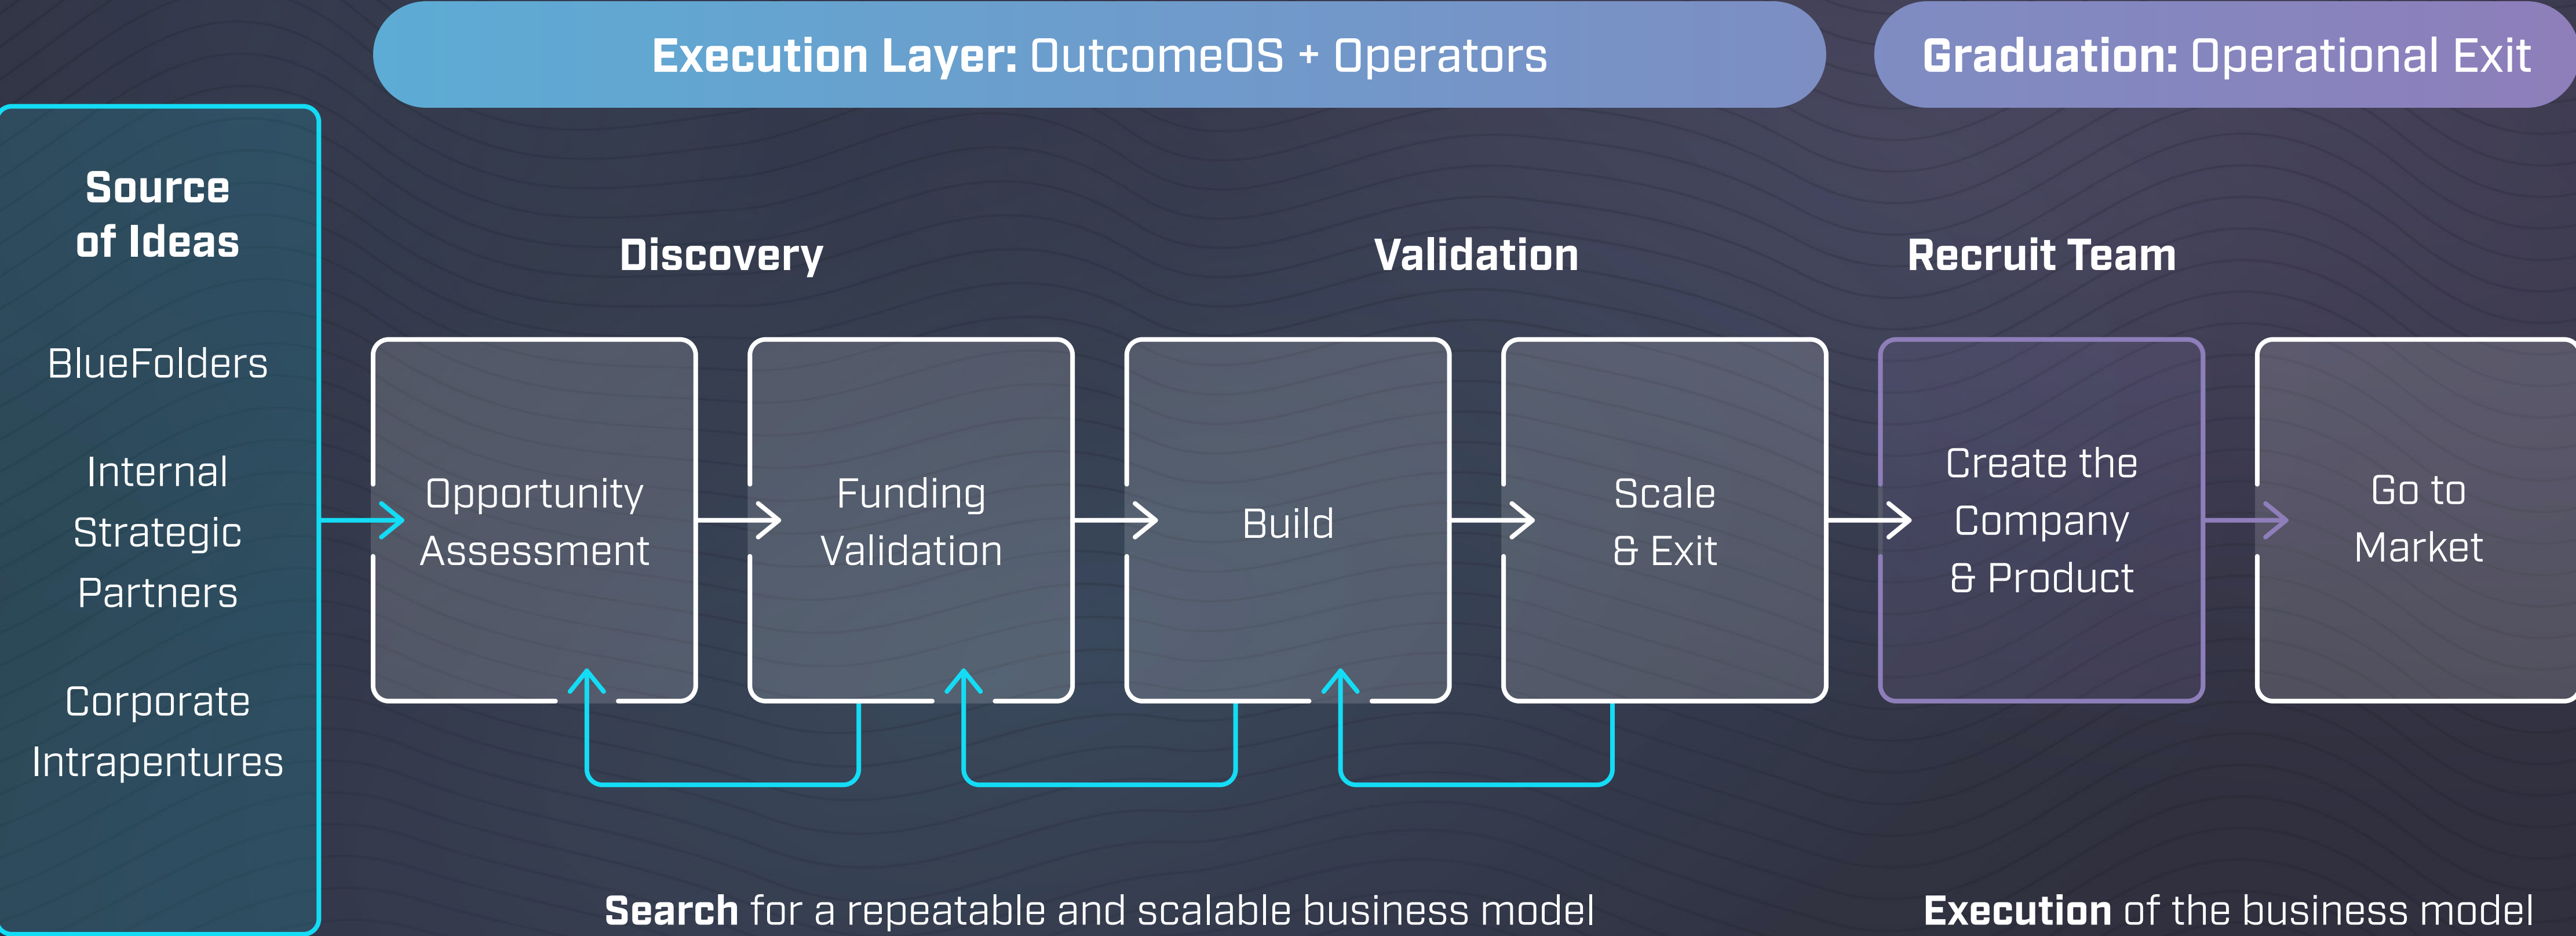 Execution Layer: OutcomeOS + Operators
Graduation: Operational Exit
Source
of Ideas
BlueFolders
Internal
Strategic
Partners
Corporate
Intrapentures
Discovery
Validation
Recruit Team
Opportunity
Assessment
Funding
Validation
Build
Scale
& Exit
Create the
Company
& Product
Go to
Market
Search for a repeatable and scalable business model
Execution of the business model